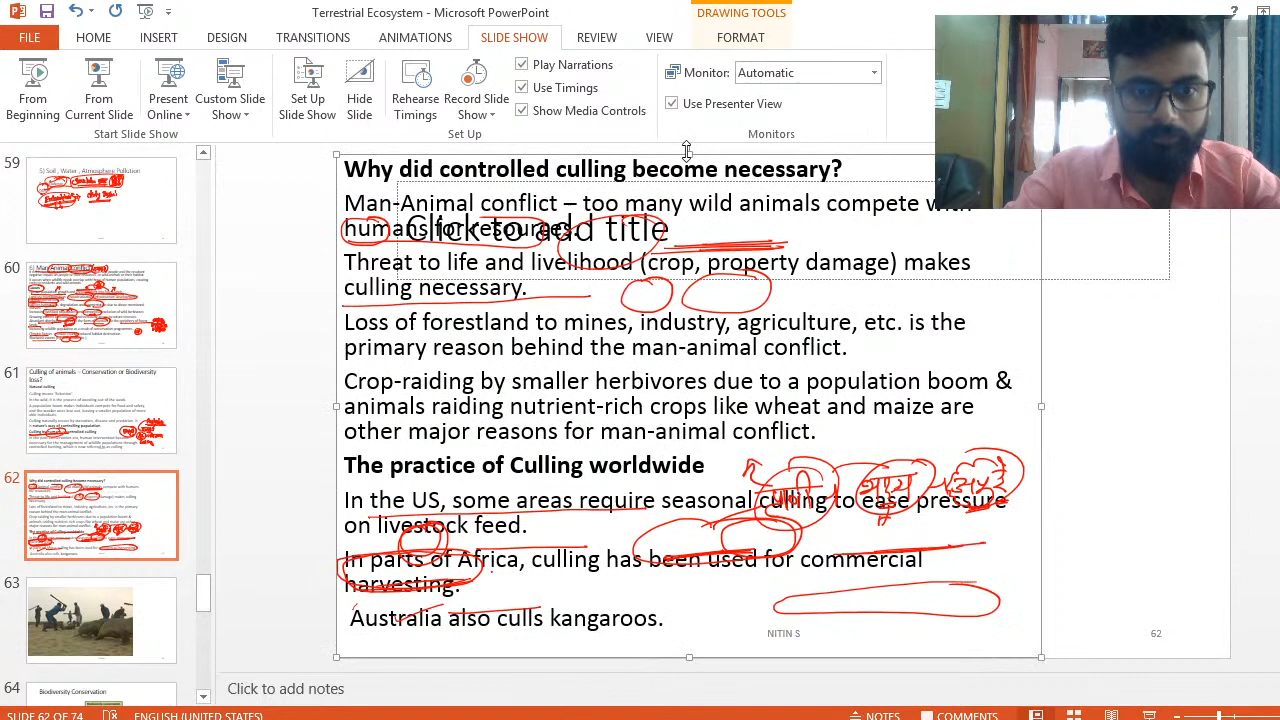 Terrestrial Ecosystem - Microsoft PowerPoint
DRAWING TOOLS
?
FILE
HOME
INSERT
DESIGN
TRANSITIONS
ANIMATIONS
SLIDE SHOW
REVIEW
VIEW
FORMAT
From Beginning
From Current Slide
Present Online
Custom Slide Show
Set Up Slide Show
Hide Slide
Rehearse Timings
Record Slide Show
Play Narrations
Use Timings
Show Media Controls
Monitor: Automatic
Use Presenter View
Start Slide Show
Set Up
Monitors
59
5) Soil , Water , Atmosphere Pollution
60
61
Culling of animals – Conservation or Biodiversity loss?
Natural culling
62
63
64
Biodiversity Conservation
Why did controlled culling become necessary?
Man-Animal conflict – too many wild animals compete with
humans for resources.
Click to add title
Threat to life and livelihood (crop, property damage) makes
culling necessary.
Loss of forestland to mines, industry, agriculture, etc. is the
primary reason behind the man-animal conflict.
Crop-raiding by smaller herbivores due to a population boom &
animals raiding nutrient-rich crops like wheat and maize are
other major reasons for man-animal conflict.
The practice of Culling worldwide
In the US, some areas require seasonal culling to ease pressure
on livestock feed.
In parts of Africa, culling has been used for commercial
harvesting.
Australia also culls kangaroos.
NITIN S
62
Click to add notes
SLIDE 62 OF 74
ENGLISH (UNITED STATES)
NOTES
COMMENTS